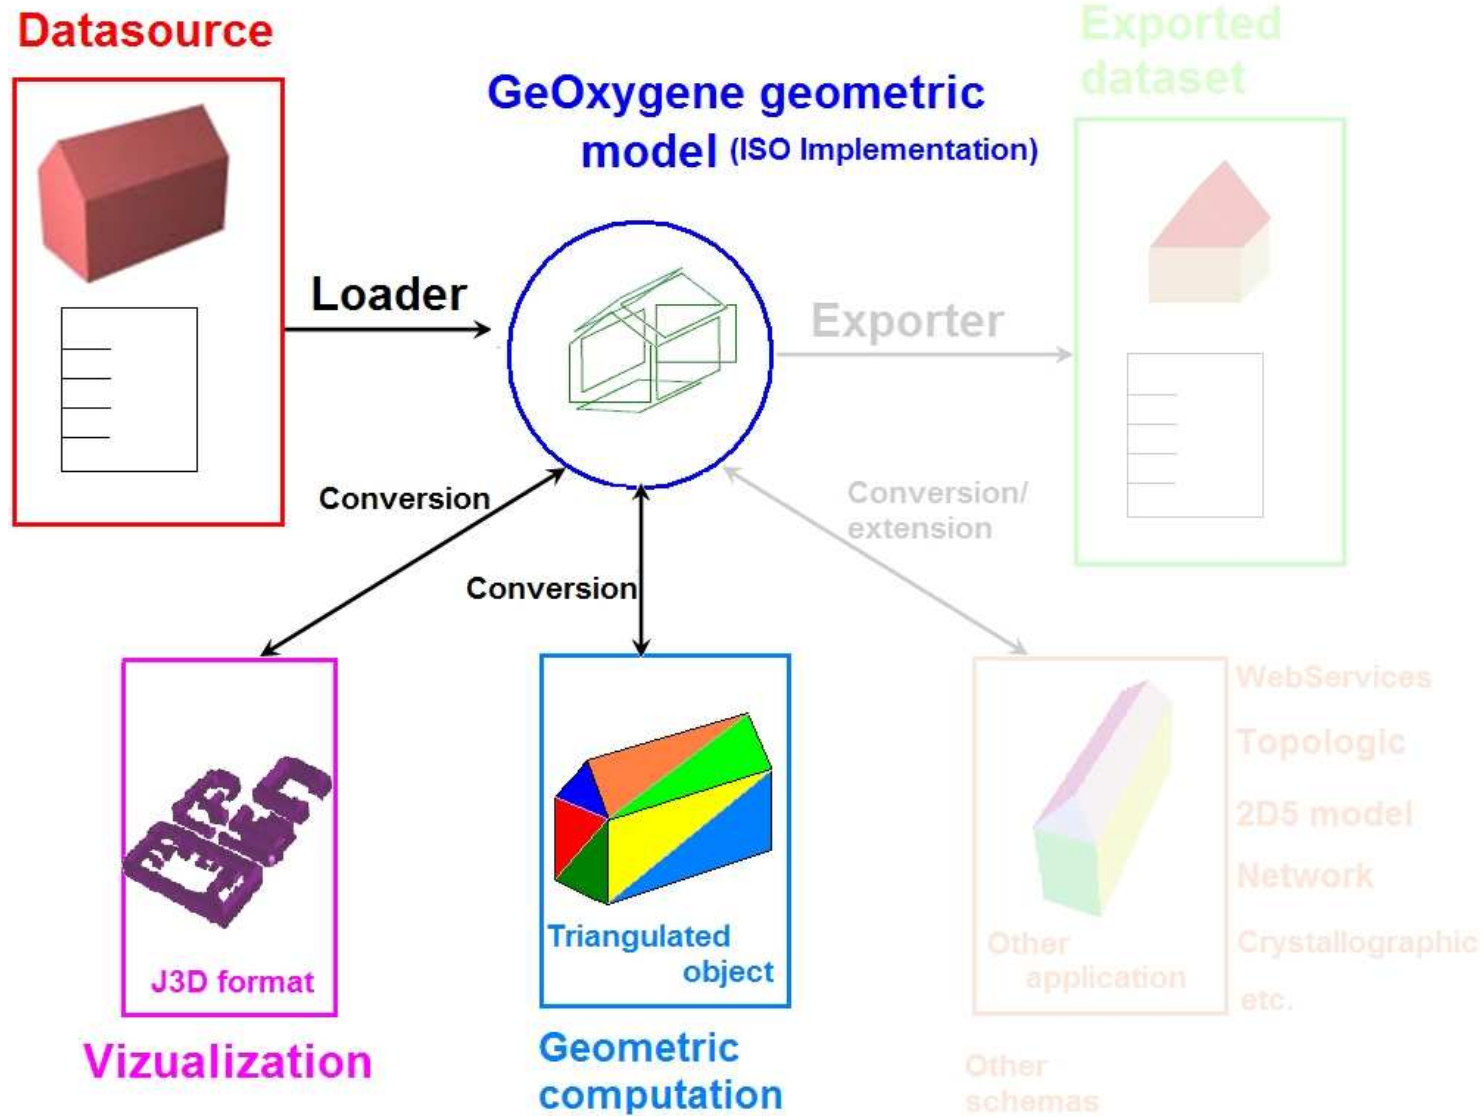 Datasource
Exported
dataset
GeOxygene geometric
model (ISO Implementation)
Loader
Exporter
Conversion
Conversion/
extension
Conversion
WebServices
Topologic
2D5 model
Network
Crystallographic
etc.
J3D format
Triangulated
object
Other
application
Vizualization
Geometric
computation
Other
schemas